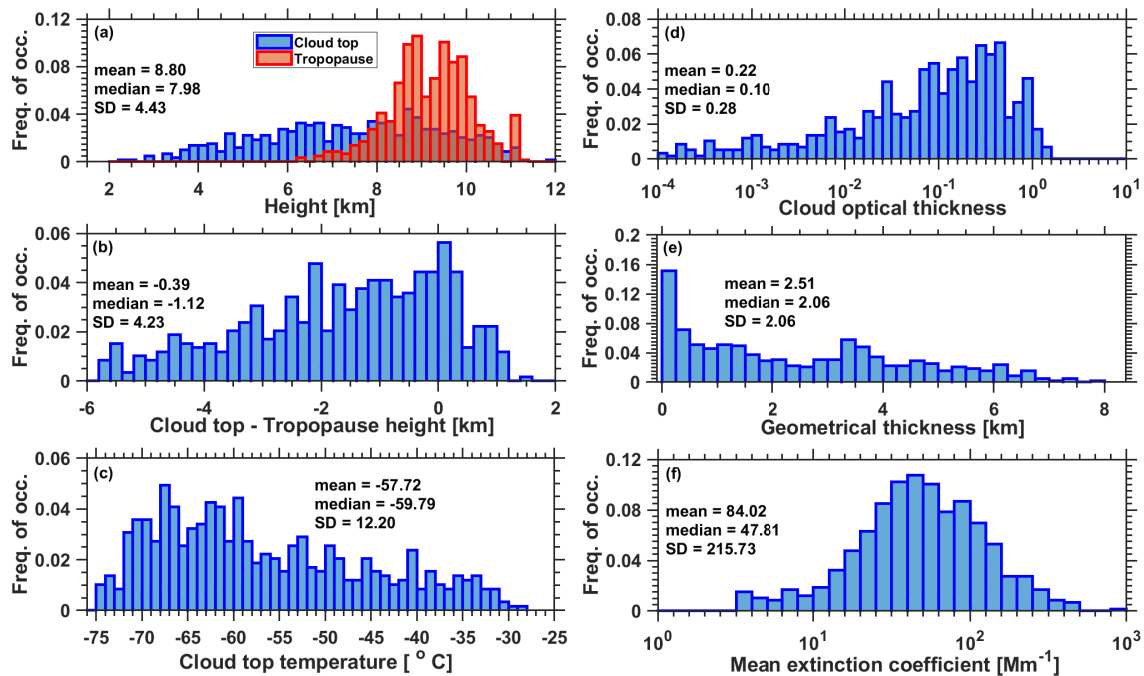 (a)
Cloud top
Tropopause
mean = 8.80
median = 7.98
SD = 4.43
Freq. of occ.
0.12
0.08
0.04
0
2 4 6 8 10 12
Height [km]
(b)
mean = -0.39
median = -1.12
SD = 4.23
Freq. of occ.
0.06
0.04
0.02
0
-6 -4 -2 0 2
Cloud top - Tropopause height [km]
(c)
mean = -57.72
median = -59.79
SD = 12.20
Freq. of occ.
0.06
0.04
0.02
0
-75 -70 -65 -60 -55 -50 -45 -40 -35 -30 -25
Cloud top temperature [ ° C]
(d)
mean = 0.22
median = 0.10
SD = 0.28
Freq. of occ.
0.08
0.06
0.04
0.02
0
10⁻⁴ 10⁻³ 10⁻² 10⁻¹ 10⁰ 10¹
Cloud optical thickness
(e)
mean = 2.51
median = 2.06
SD = 2.06
Freq. of occ.
0.2
0.16
0.12
0.08
0.04
0
0 2 4 6 8
Geometrical thickness [km]
(f)
mean = 84.02
median = 47.81
SD = 215.73
Freq. of occ.
0.12
0.08
0.04
0
10⁰ 10¹ 10² 10³
Mean extinction coefficient [Mm⁻¹]